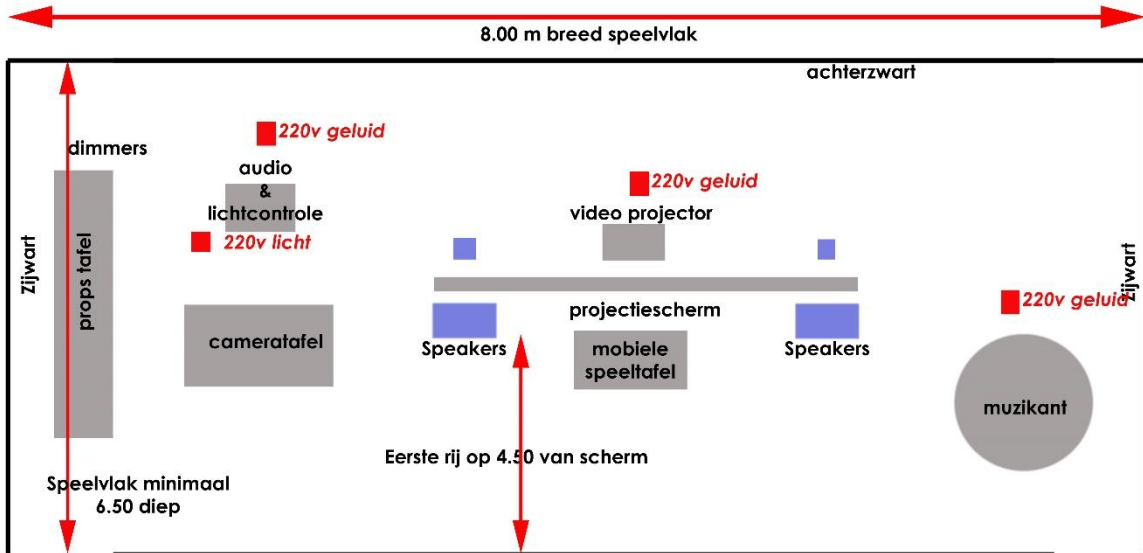 8.00 m breed speelvlak
achterzwart
220v geluid
dimmers
audio
&
lichtcontrole
220v geluid
video projector
220v licht
Zijwart
props tafel
zijwart
220v geluid
projectiescherm
cameratafel
Speakers
mobiele
speeltafel
Speakers
muzikant
Eerste rij op 4.50 van scherm
Speelvlak minimaal
6.50 diep